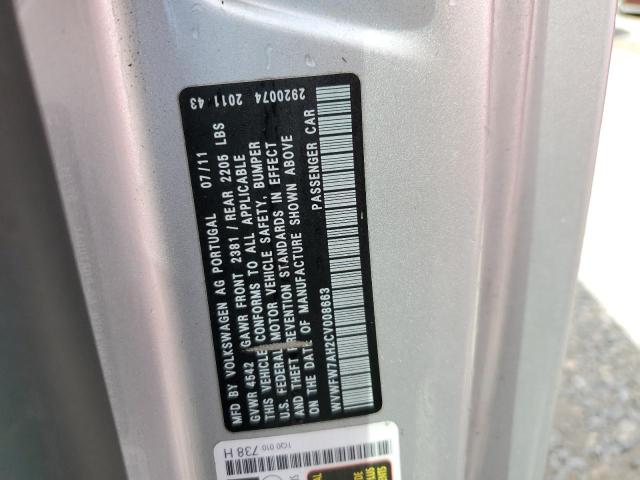 MFD BY VOLKSWAGEN AG PORTUGAL 07/11
GVWR 4542 GAWR FRONT 2381 / REAR 2205 LBS
THIS VEHICLE CONFORMS TO ALL APPLICABLE
U.S. FEDERAL MOTOR VEHICLE SAFETY, BUMPER
AND THEFT PREVENTION STANDARDS IN EFFECT
ON THE DATE OF MANUFACTURE SHOWN ABOVE
PASSENGER CAR
2920074 2011 43
WVWFW7AH2CV008663
1Q0 010 738 H